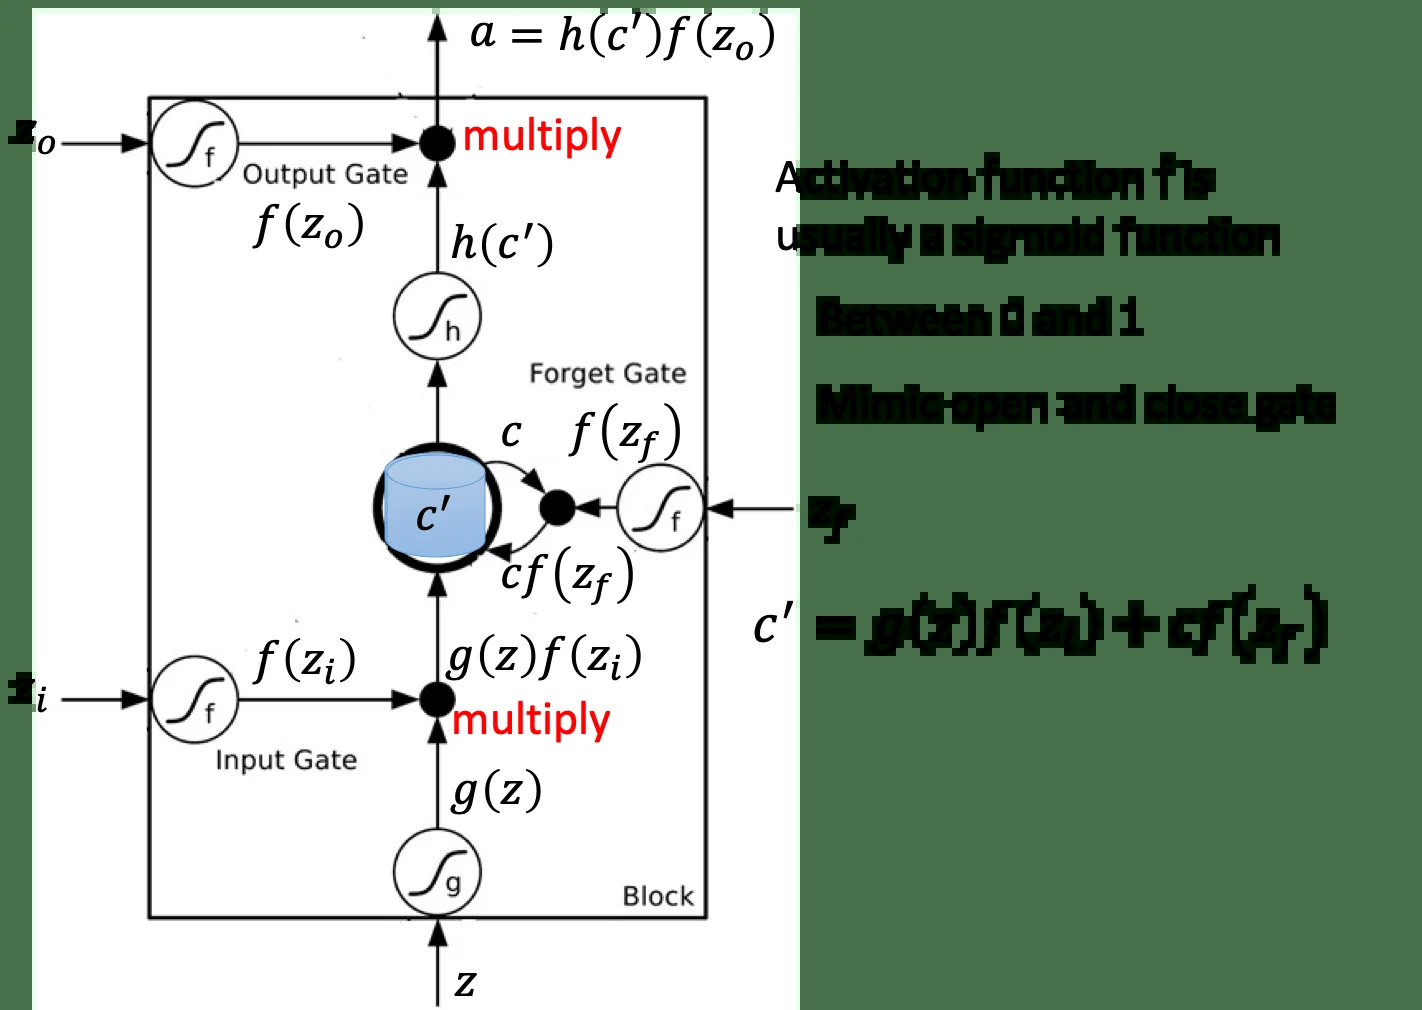 a = h(c′)f(z_o)
z_o
f
multiply
Output Gate
f(z_o)
Activation function f is
usually a sigmoid function
h(c′)
h
Between 0 and 1
Forget Gate
Mimic open and close gate
c
f(z_f)
c′
f
z_f
cf(z_f)
c′ = g(z)f(z_i) + cf(z_f)
f(z_i)
g(z)f(z_i)
z_i
f
multiply
Input Gate
g(z)
g
Block
z